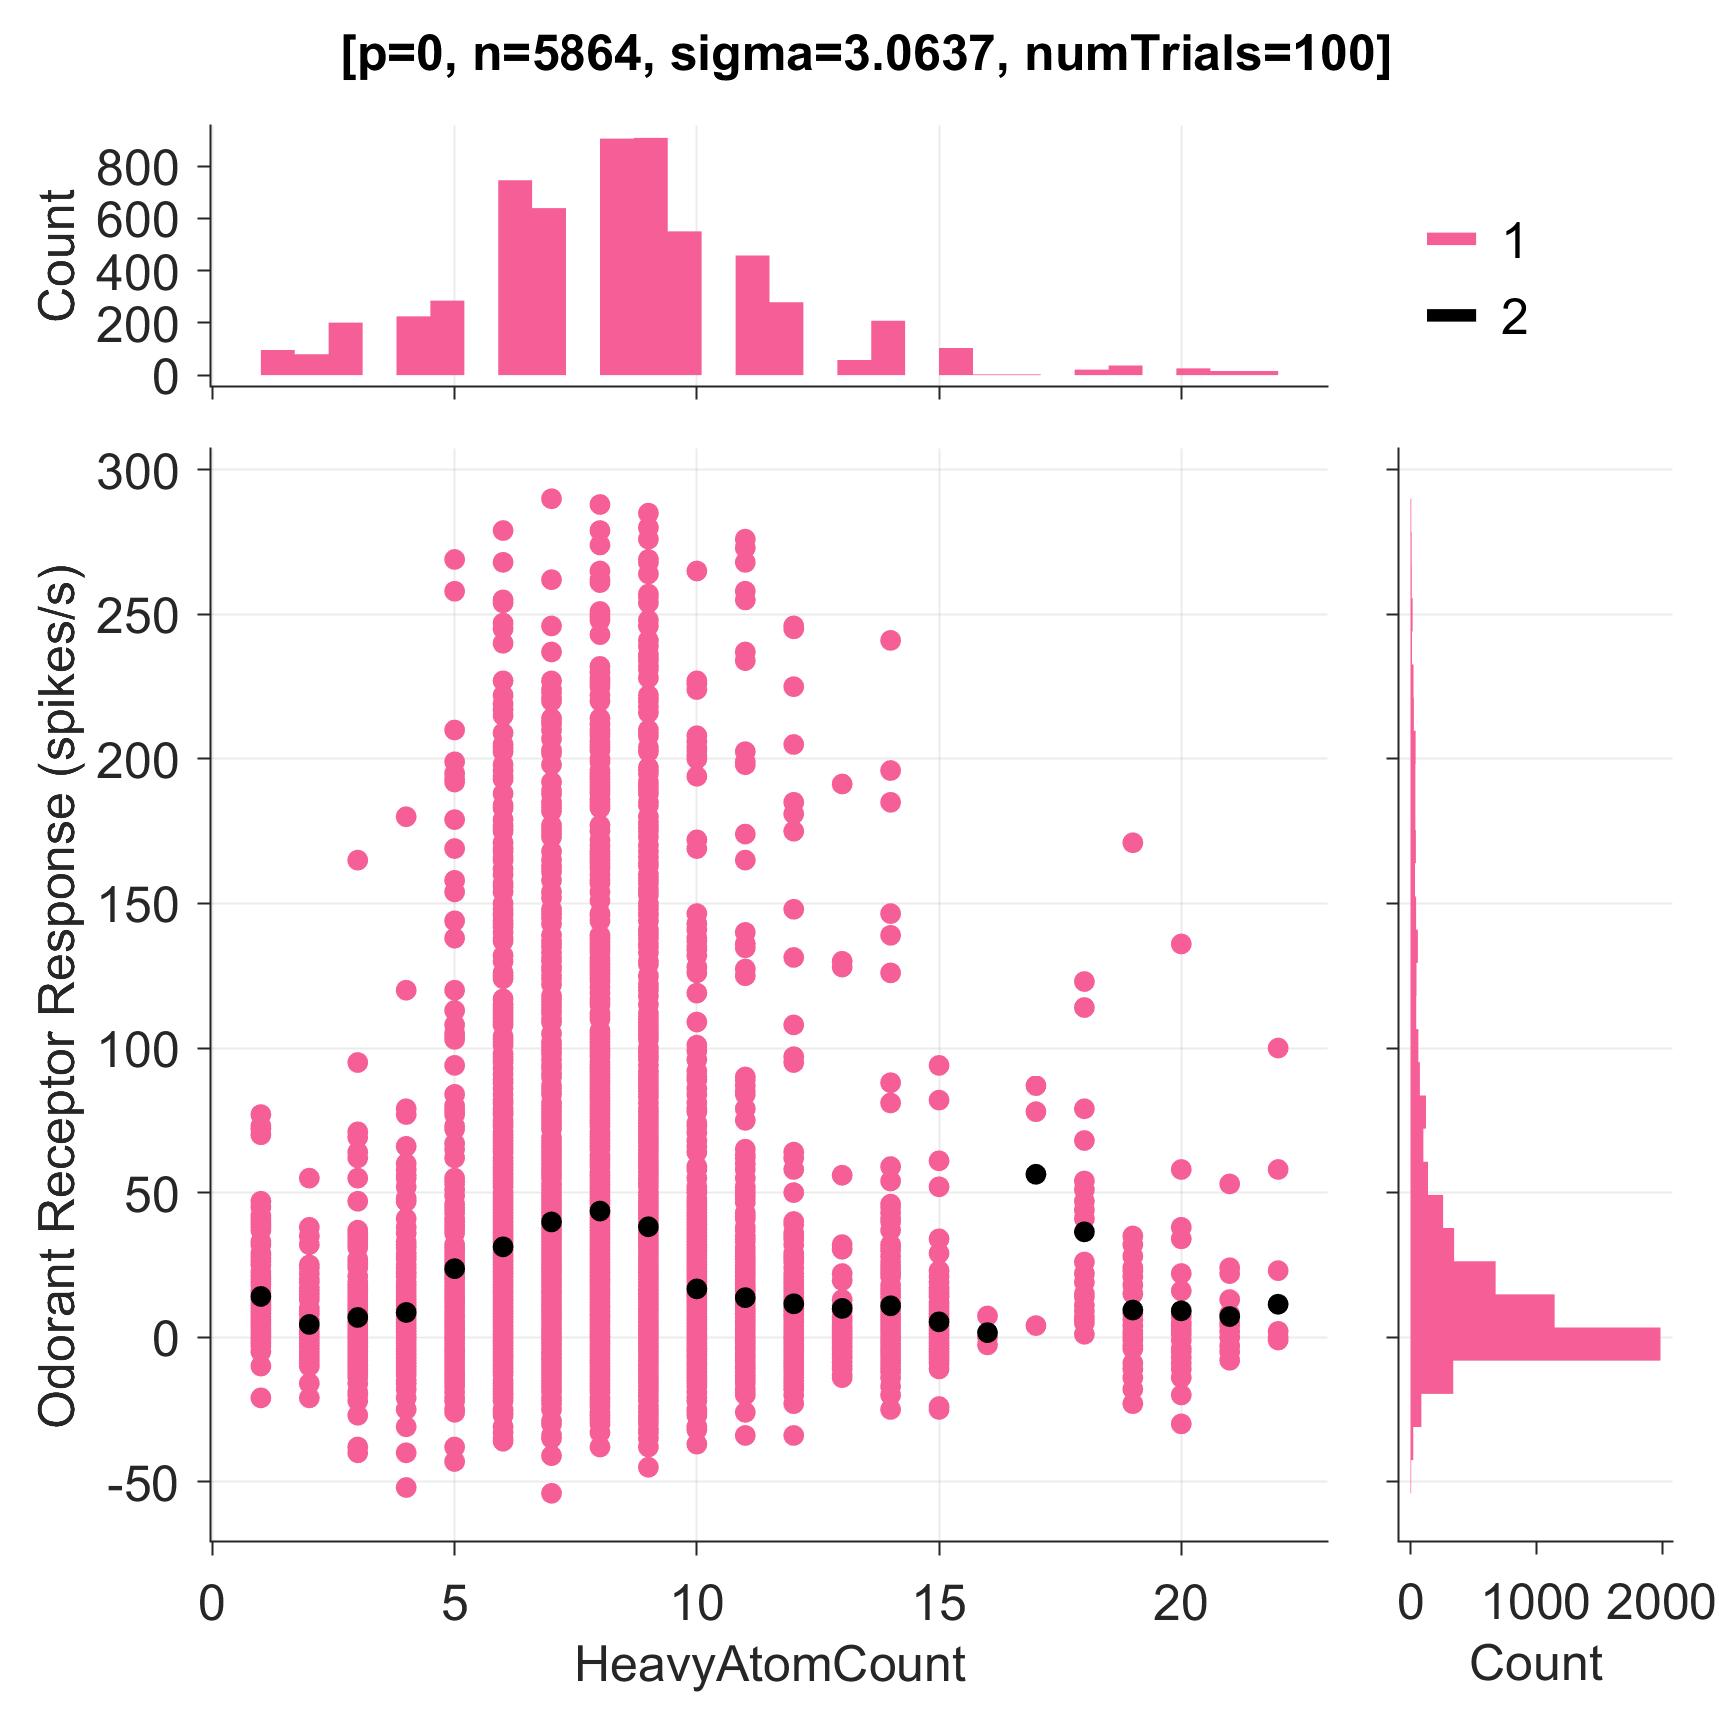 [p=0, n=5864, sigma=3.0637, numTrials=100]
Count
800
600
400
200
0
1
2
Odorant Receptor Response (spikes/s)
300
250
200
150
100
50
0
-50
0 5 10 15 20
HeavyAtomCount
0 1000 2000
Count